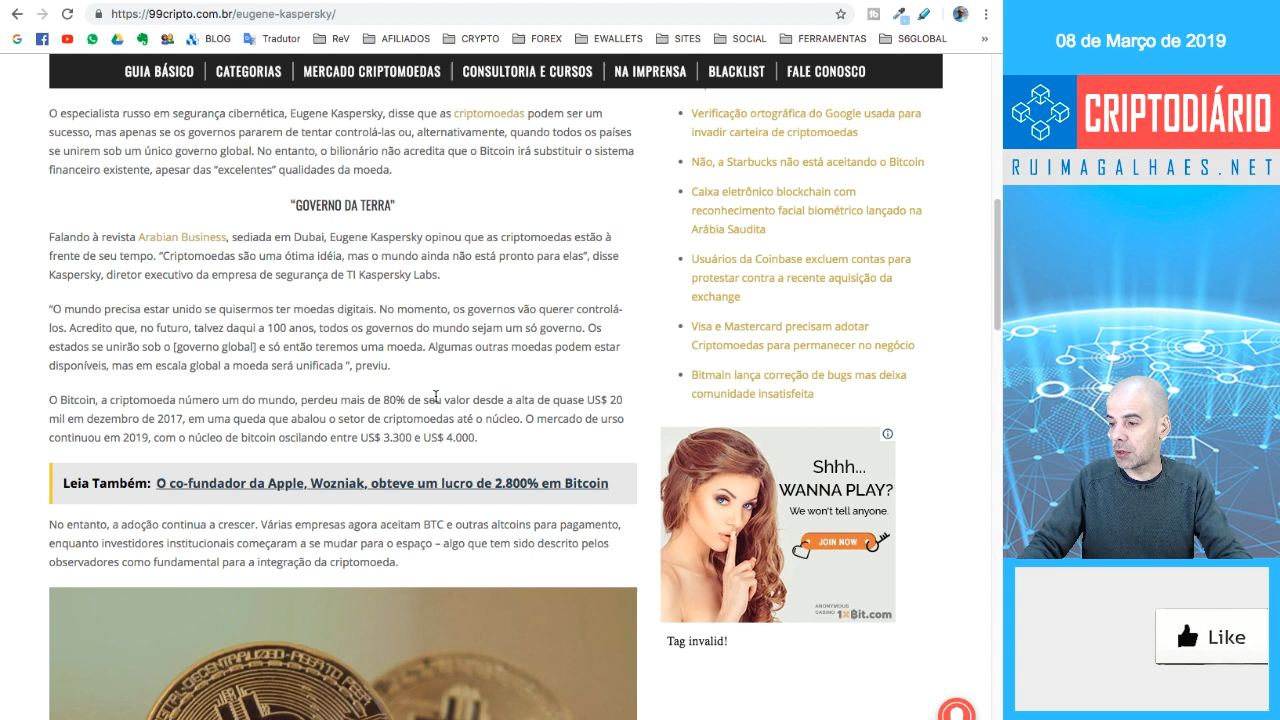 https://99cripto.com.br/eugene-kaspersky/
BLOG Tradutor ReV AFILIADOS CRYPTO FOREX EWALLETS SITES SOCIAL FERRAMENTAS S6GLOBAL »
GUIA BÁSICO CATEGORIAS MERCADO CRIPTOMOEDAS CONSULTORIA E CURSOS NA IMPRENSA BLACKLIST FALE CONOSCO
O especialista russo em segurança cibernética, Eugene Kaspersky, disse que as criptomoedas podem ser um
sucesso, mas apenas se os governos pararem de tentar controlá-las ou, alternativamente, quando todos os países
se unirem sob um único governo global. No entanto, o bilionário não acredita que o Bitcoin irá substituir o sistema
financeiro existente, apesar das “excelentes” qualidades da moeda.
“GOVERNO DA TERRA”
Falando à revista Arabian Business, sediada em Dubai, Eugene Kaspersky opinou que as criptomoedas estão à
frente de seu tempo. “Criptomoedas são uma ótima idéia, mas o mundo ainda não está pronto para elas”, disse
Kaspersky, diretor executivo da empresa de segurança de TI Kaspersky Labs.
“O mundo precisa estar unido se quisermos ter moedas digitais. No momento, os governos vão querer controlá-
los. Acredito que, no futuro, talvez daqui a 100 anos, todos os governos do mundo sejam um só governo. Os
estados se unirão sob o [governo global] e só então teremos uma moeda. Algumas outras moedas podem estar
disponíveis, mas em escala global a moeda será unificada ”, previu.
O Bitcoin, a criptomoeda número um do mundo, perdeu mais de 80% de seu valor desde a alta de quase US$ 20
mil em dezembro de 2017, em uma queda que abalou o setor de criptomoedas até o núcleo. O mercado de urso
continuou em 2019, com o núcleo de bitcoin oscilando entre US$ 3.300 e US$ 4.000.
Leia Também: O co-fundador da Apple, Wozniak, obteve um lucro de 2.800% em Bitcoin
No entanto, a adoção continua a crescer. Várias empresas agora aceitam BTC e outras altcoins para pagamento,
enquanto investidores institucionais começaram a se mudar para o espaço – algo que tem sido descrito pelos
observadores como fundamental para a integração da criptomoeda.
Verificação ortográfica do Google usada para
invadir carteira de criptomoedas
Não, a Starbucks não está aceitando o Bitcoin
Caixa eletrônico blockchain com
reconhecimento facial biométrico lançado na
Arábia Saudita
Usuários da Coinbase excluem contas para
protestar contra a recente aquisição da
exchange
Visa e Mastercard precisam adotar
Criptomoedas para permanecer no negócio
Bitmain lança correção de bugs mas deixa
comunidade insatisfeita
Shhh...
WANNA PLAY?
We won't tell anyone.
JOIN NOW
ANONYMOUS
CASINO 1xBit.com
Tag invalid!
08 de Março de 2019
CRIPTODIÁRIO
RUIMAGALHAES.NET
Like